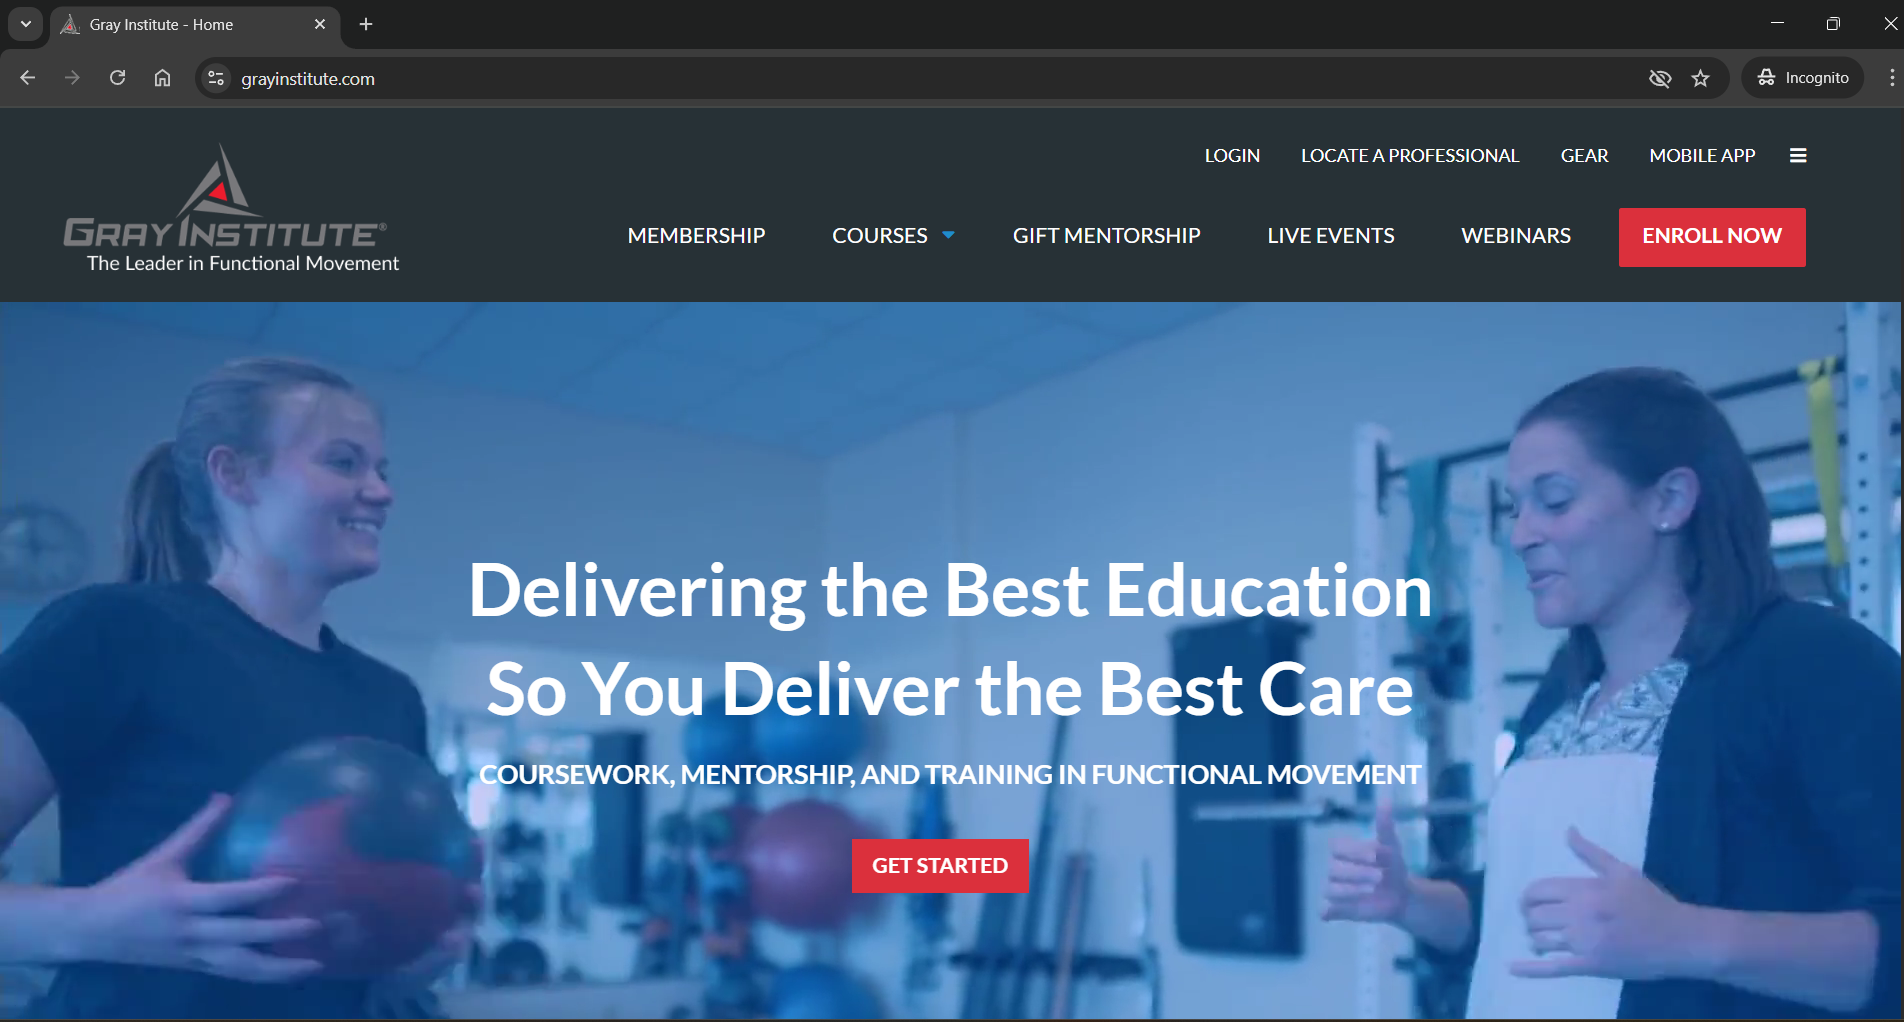 Gray Institute - Home
grayinstitute.com
Incognito
LOGIN
LOCATE A PROFESSIONAL
GEAR
MOBILE APP
GRAY INSTITUTE®
The Leader in Functional Movement
MEMBERSHIP
COURSES
GIFT MENTORSHIP
LIVE EVENTS
WEBINARS
ENROLL NOW
Delivering the Best Education
So You Deliver the Best Care
COURSEWORK, MENTORSHIP, AND TRAINING IN FUNCTIONAL MOVEMENT
GET STARTED